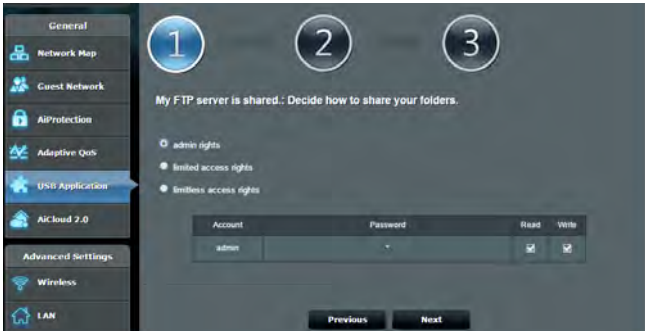 General
Network Map
Guest Network
AiProtection
Adaptive QoS
USB Application
AiCloud 2.0
Advanced Settings
Wireless
LAN
1 2 3
My FTP server is shared.: Decide how to share your folders.
admin rights
limited access rights
limitless access rights
Account Password Read Write
admin
Previous Next